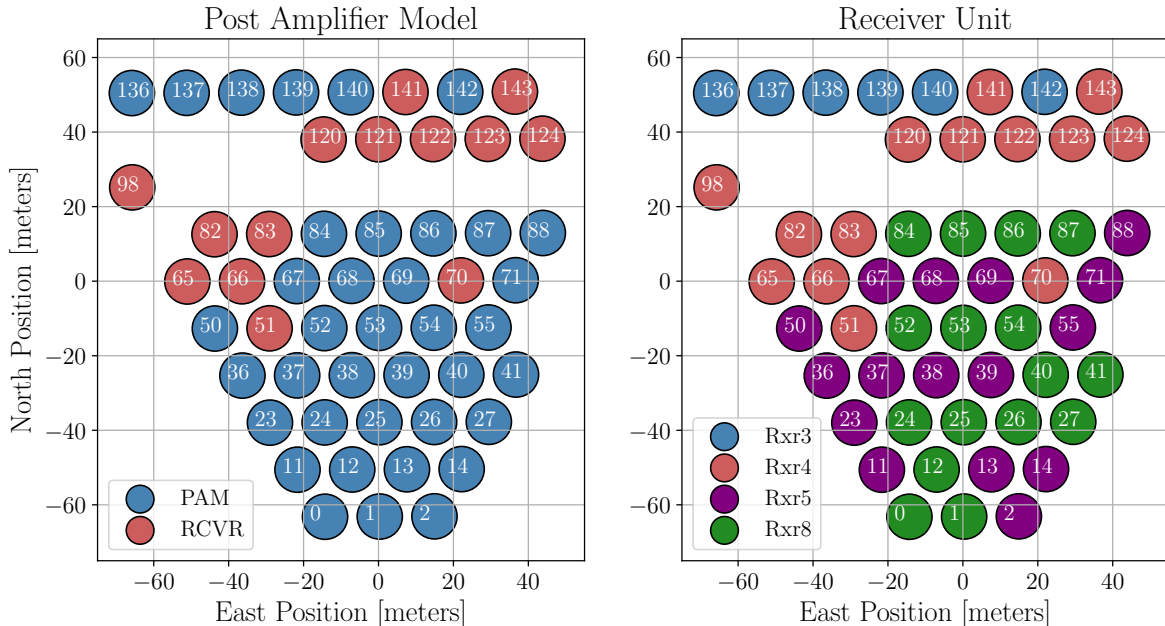 Post Amplifier Model
60
40
20
0
−20
−40
−60
North Position [meters]
136 137 138 139 140 141 142 143
120 121 122 123 124
98
82 83 84 85 86 87 88
65 66 67 68 69 70 71
50 51 52 53 54 55
36 37 38 39 40 41
23 24 25 26 27
11 12 13 14
0 1 2
PAM
RCVR
−60 −40 −20 0 20 40
East Position [meters]
Receiver Unit
60
40
20
0
−20
−40
−60
136 137 138 139 140 141 142 143
120 121 122 123 124
98
82 83 84 85 86 87 88
65 66 67 68 69 70 71
50 51 52 53 54 55
36 37 38 39 40 41
23 24 25 26 27
11 12 13 14
0 1 2
Rxr3
Rxr4
Rxr5
Rxr8
−60 −40 −20 0 20 40
East Position [meters]